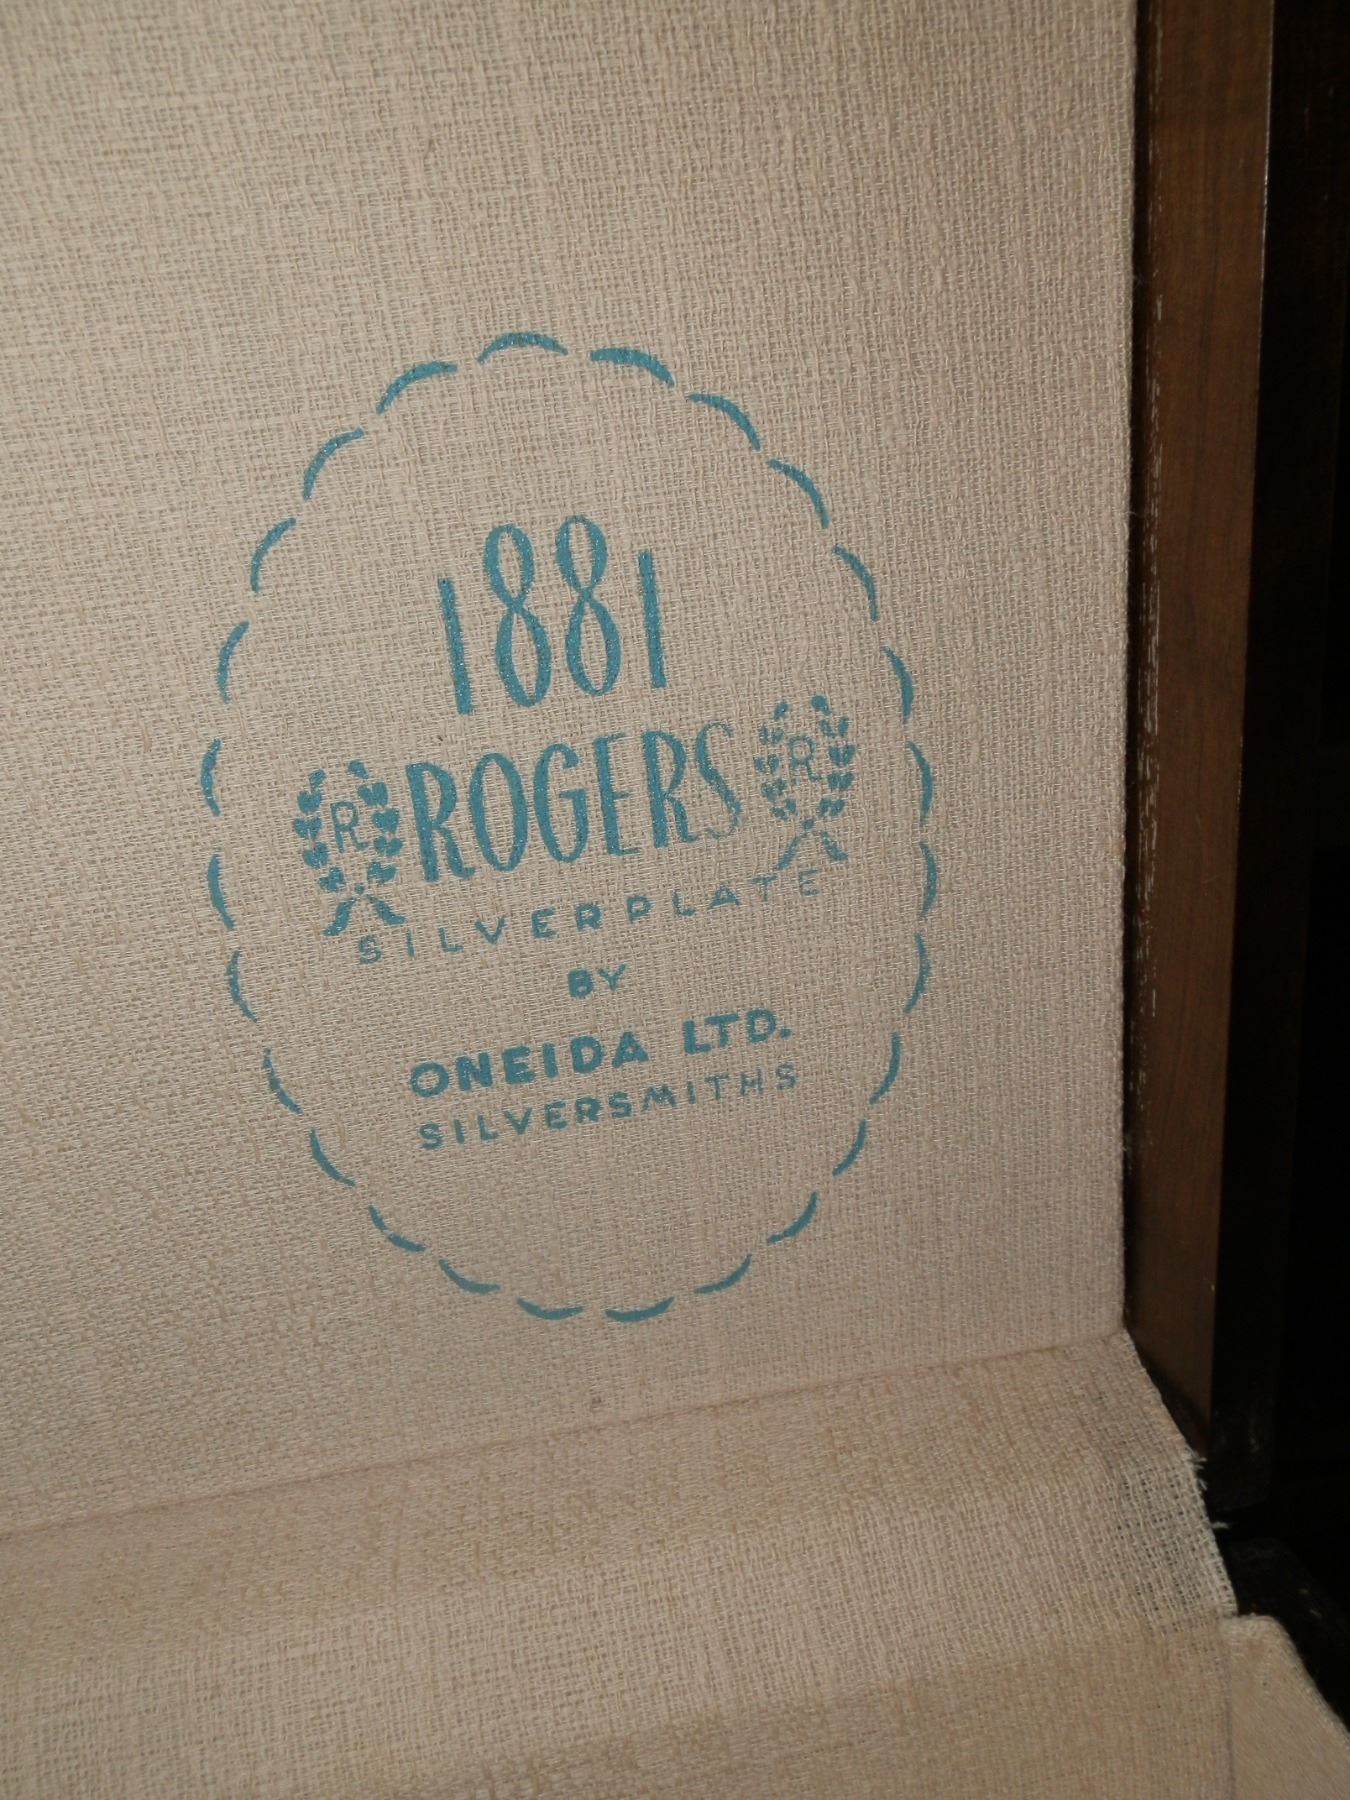 1881
R ROGERS R
SILVERPLATE
BY
ONEIDA LTD.
SILVERSMITHS